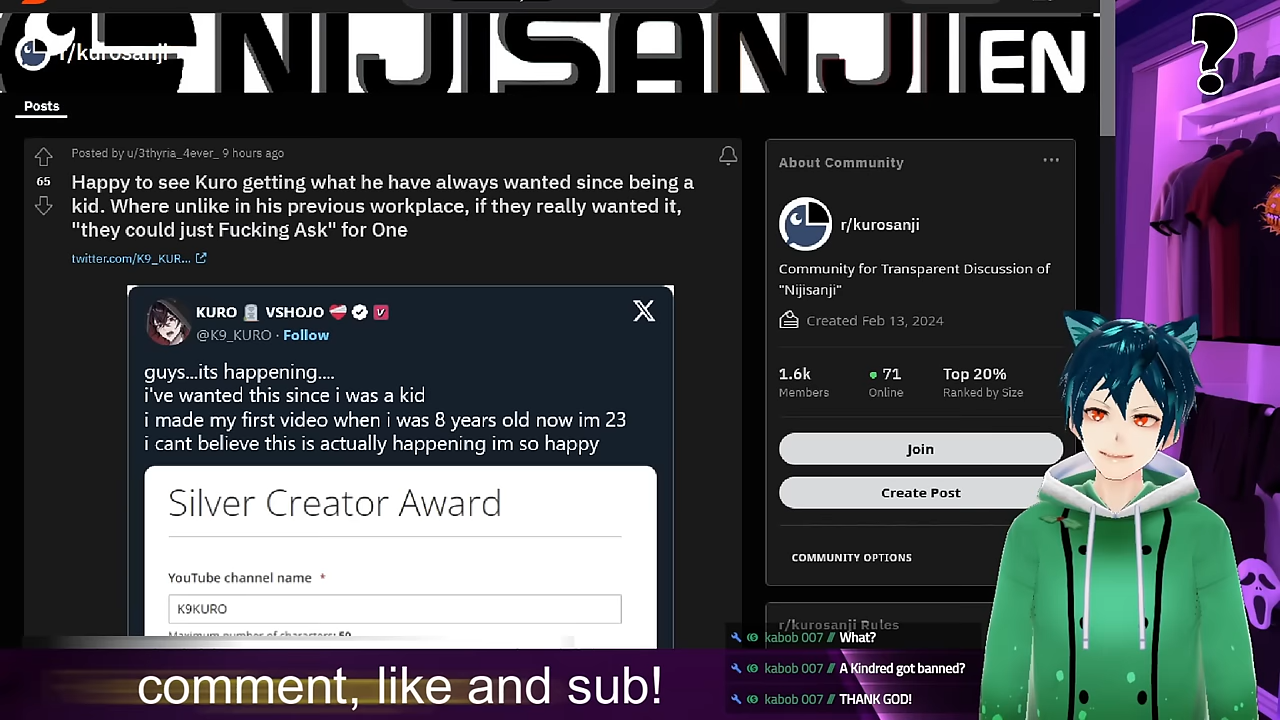 NIJISANJI EN
r/kurosanji
Posts
Posted by u/3thyria_4ever_ 9 hours ago
65
Happy to see Kuro getting what he have always wanted since being a
kid. Where unlike in his previous workplace, if they really wanted it,
"they could just Fucking Ask" for One
twitter.com/K9_KUR...
KURO VSHOJO
@K9_KURO · Follow
guys...its happening....
i've wanted this since i was a kid
i made my first video when i was 8 years old now im 23
i cant believe this is actually happening im so happy
Silver Creator Award
YouTube channel name *
K9KURO
Maximum number of characters: 50
About Community
r/kurosanji
Community for Transparent Discussion of
"Nijisanji"
Created Feb 13, 2024
1.6k
Members
71
Online
Top 20%
Ranked by Size
Join
Create Post
COMMUNITY OPTIONS
r/kurosanji Rules
kabob 007 // What?
kabob 007 // A Kindred got banned?
kabob 007 // THANK GOD!
comment, like and sub!
?